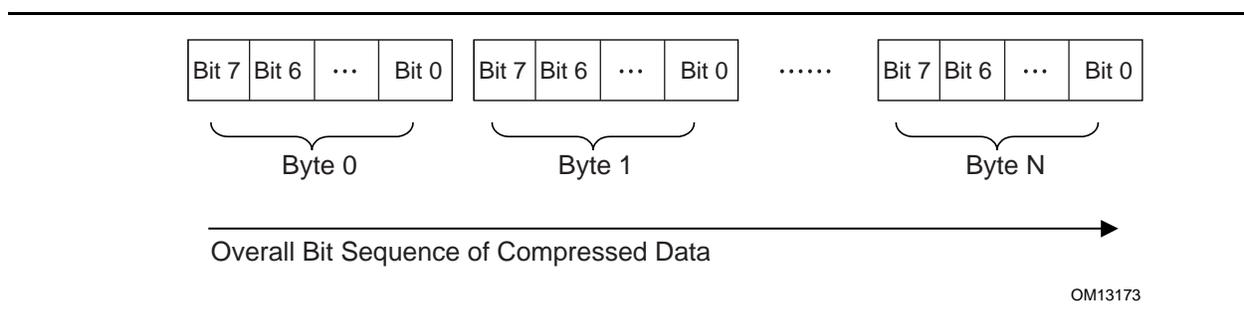 Bit 7 Bit 6 ... Bit 0 Bit 7 Bit 6 ... Bit 0 ...... Bit 7 Bit 6 ... Bit 0
Byte 0 Byte 1 Byte N
Overall Bit Sequence of Compressed Data
OM13173